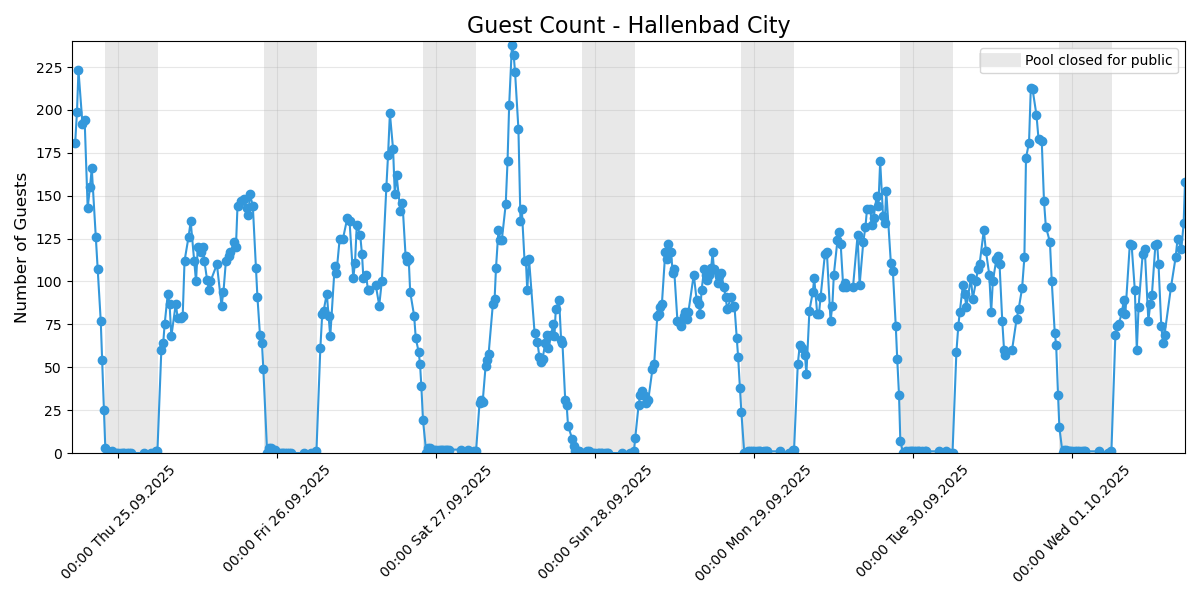 Guest Count - Hallenbad City
Pool closed for public
Number of Guests
225
200
175
150
125
100
75
50
25
0
00:00 Thu 25.09.2025
00:00 Fri 26.09.2025
00:00 Sat 27.09.2025
00:00 Sun 28.09.2025
00:00 Mon 29.09.2025
00:00 Tue 30.09.2025
00:00 Wed 01.10.2025